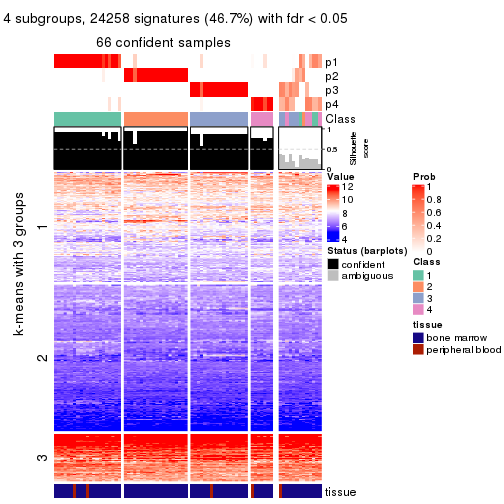 4 subgroups, 24258 signatures (46.7%) with fdr < 0.05
66 confident samples
p1
p2
p3
p4
Class
1
0.5
0
Silhouette
score
k-means with 3 groups
1
2
3
tissue
Value
12
10
8
6
4
Status (barplots)
confident
ambiguous
Prob
1
0.8
0.6
0.4
0.2
0
Class
1
2
3
4
tissue
bone marrow
peripheral blood